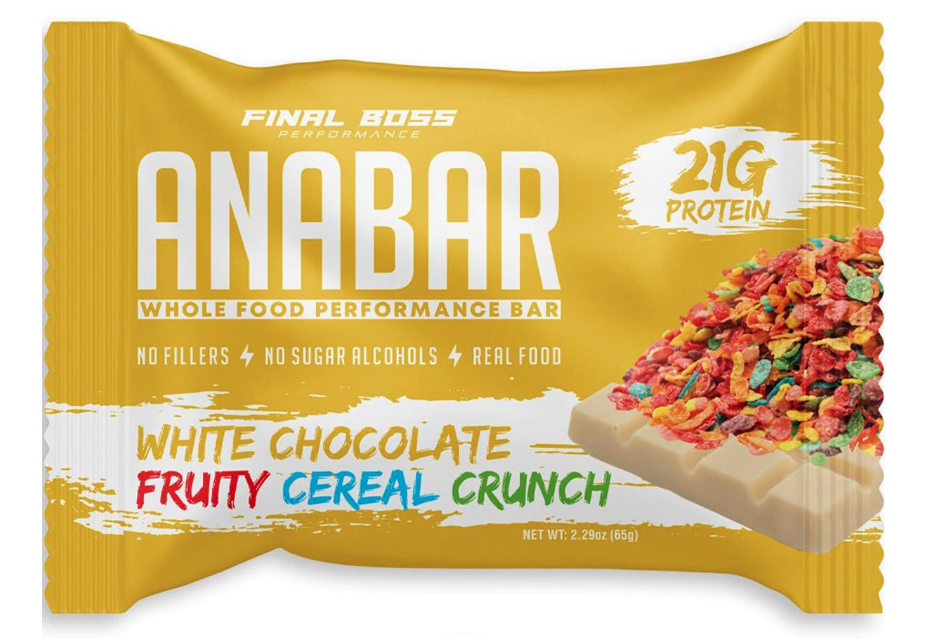 FINAL BOSS
PERFORMANCE
ANABAR
21G
PROTEIN
WHOLE FOOD PERFORMANCE BAR
NO FILLERS NO SUGAR ALCOHOLS REAL FOOD
WHITE CHOCOLATE
FRUITY CEREAL CRUNCH
NET WT: 2.29oz (65g)